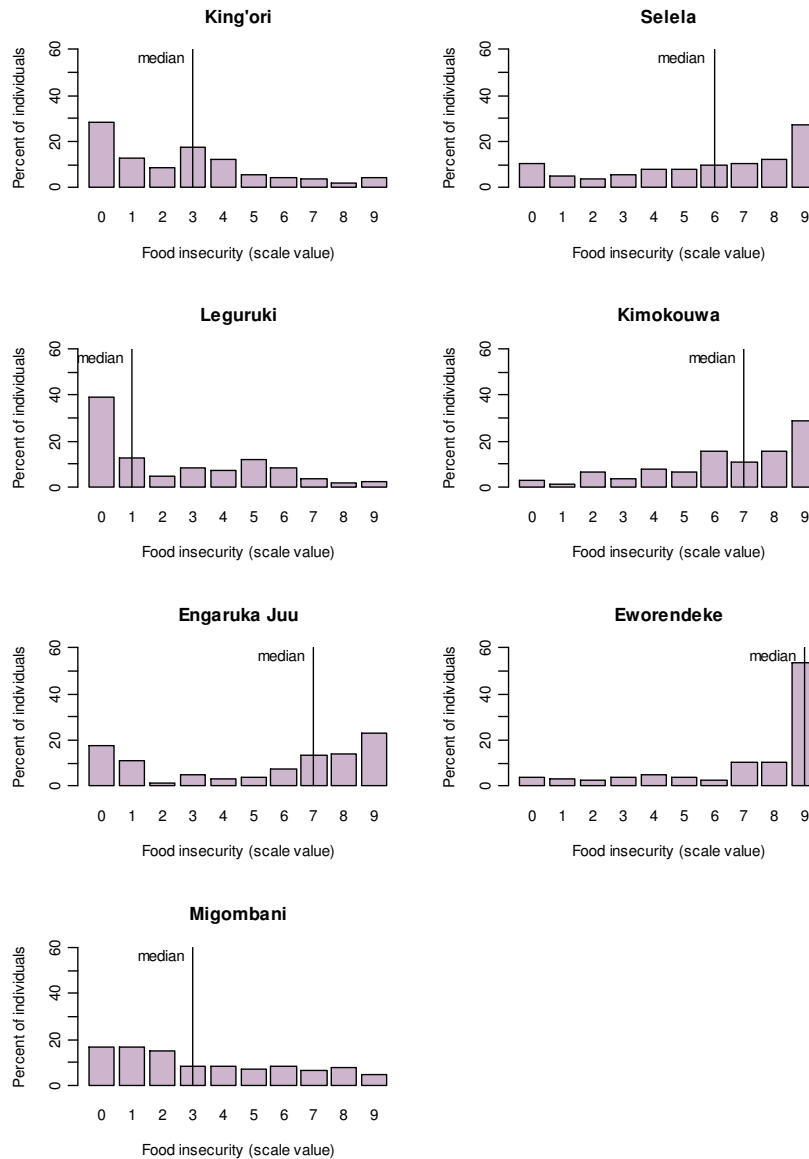 King'ori
median
Percent of individuals
0 20 40 60
0 1 2 3 4 5 6 7 8 9
Food insecurity (scale value)
Selela
median
Percent of individuals
0 20 40 60
0 1 2 3 4 5 6 7 8 9
Food insecurity (scale value)
Leguruki
median
Percent of individuals
0 20 40 60
0 1 2 3 4 5 6 7 8 9
Food insecurity (scale value)
Kimokouwa
median
Percent of individuals
0 20 40 60
0 1 2 3 4 5 6 7 8 9
Food insecurity (scale value)
Engaruka Juu
median
Percent of individuals
0 20 40 60
0 1 2 3 4 5 6 7 8 9
Food insecurity (scale value)
Eworendeke
median
Percent of individuals
0 20 40 60
0 1 2 3 4 5 6 7 8 9
Food insecurity (scale value)
Migombani
median
Percent of individuals
0 20 40 60
0 1 2 3 4 5 6 7 8 9
Food insecurity (scale value)